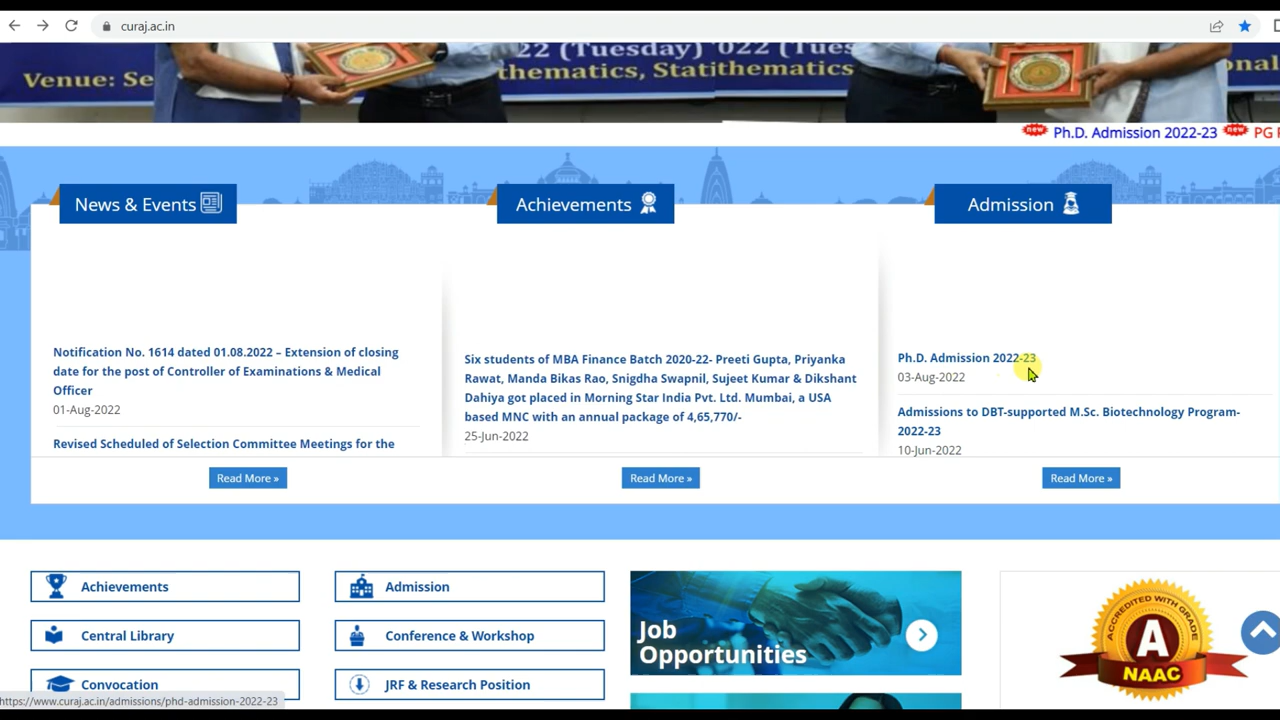 curaj.ac.in
22 (Tuesday) '022 (Tues
Venue: Se
thematics, Statithematics
new Ph.D. Admission 2022-23 new PG
News & Events
Achievements
Admission
Notification No. 1614 dated 01.08.2022 – Extension of closing
date for the post of Controller of Examinations & Medical
Officer
01-Aug-2022
Revised Scheduled of Selection Committee Meetings for the
Read More »
Six students of MBA Finance Batch 2020-22- Preeti Gupta, Priyanka
Rawat, Manda Bikas Rao, Snigdha Swapnil, Sujeet Kumar & Dikshant
Dahiya got placed in Morning Star India Pvt. Ltd. Mumbai, a USA
based MNC with an annual package of 4,65,770/-
25-Jun-2022
Read More »
Ph.D. Admission 2022-23
03-Aug-2022
Admissions to DBT-supported M.Sc. Biotechnology Program-
2022-23
10-Jun-2022
Read More »
Achievements
Central Library
Convocation
Admission
Conference & Workshop
JRF & Research Position
Job
Opportunities
ACCREDITED WITH GRADE
A
NAAC
https://www.curaj.ac.in/admissions/phd-admission-2022-23